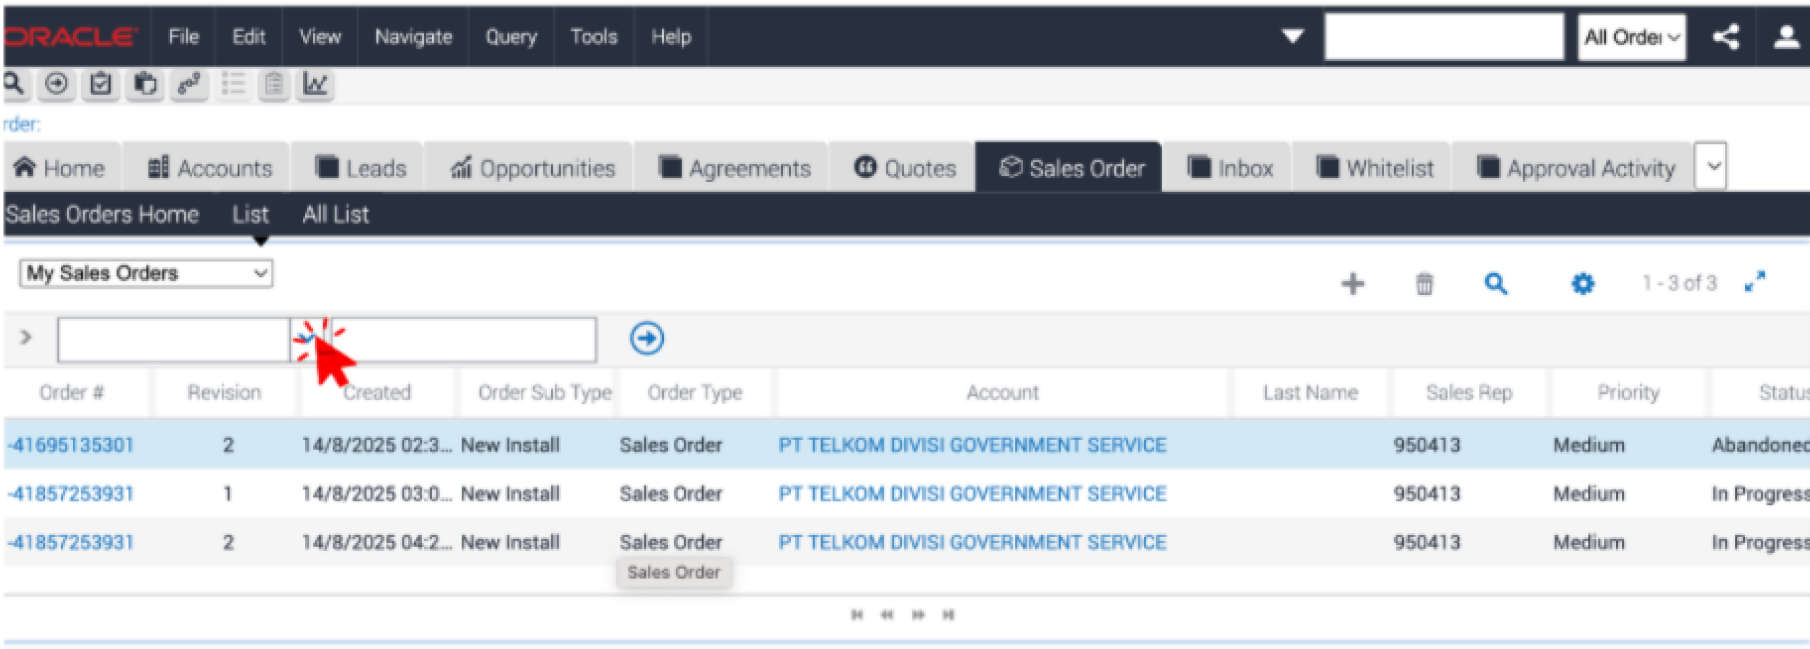 ORACLE File Edit View Navigate Query Tools Help All Order
rder:
Home Accounts Leads Opportunities Agreements Quotes Sales Order Inbox Whitelist Approval Activity
Sales Orders Home List All List
My Sales Orders 1 - 3 of 3
Order # Revision Created Order Sub Type Order Type Account Last Name Sales Rep Priority Status
-41695135301 2 14/8/2025 02:3... New Install Sales Order PT TELKOM DIVISI GOVERNMENT SERVICE 950413 Medium Abandoned
-41857253931 1 14/8/2025 03:0... New Install Sales Order PT TELKOM DIVISI GOVERNMENT SERVICE 950413 Medium In Progress
-41857253931 2 14/8/2025 04:2... New Install Sales Order PT TELKOM DIVISI GOVERNMENT SERVICE 950413 Medium In Progress
Sales Order